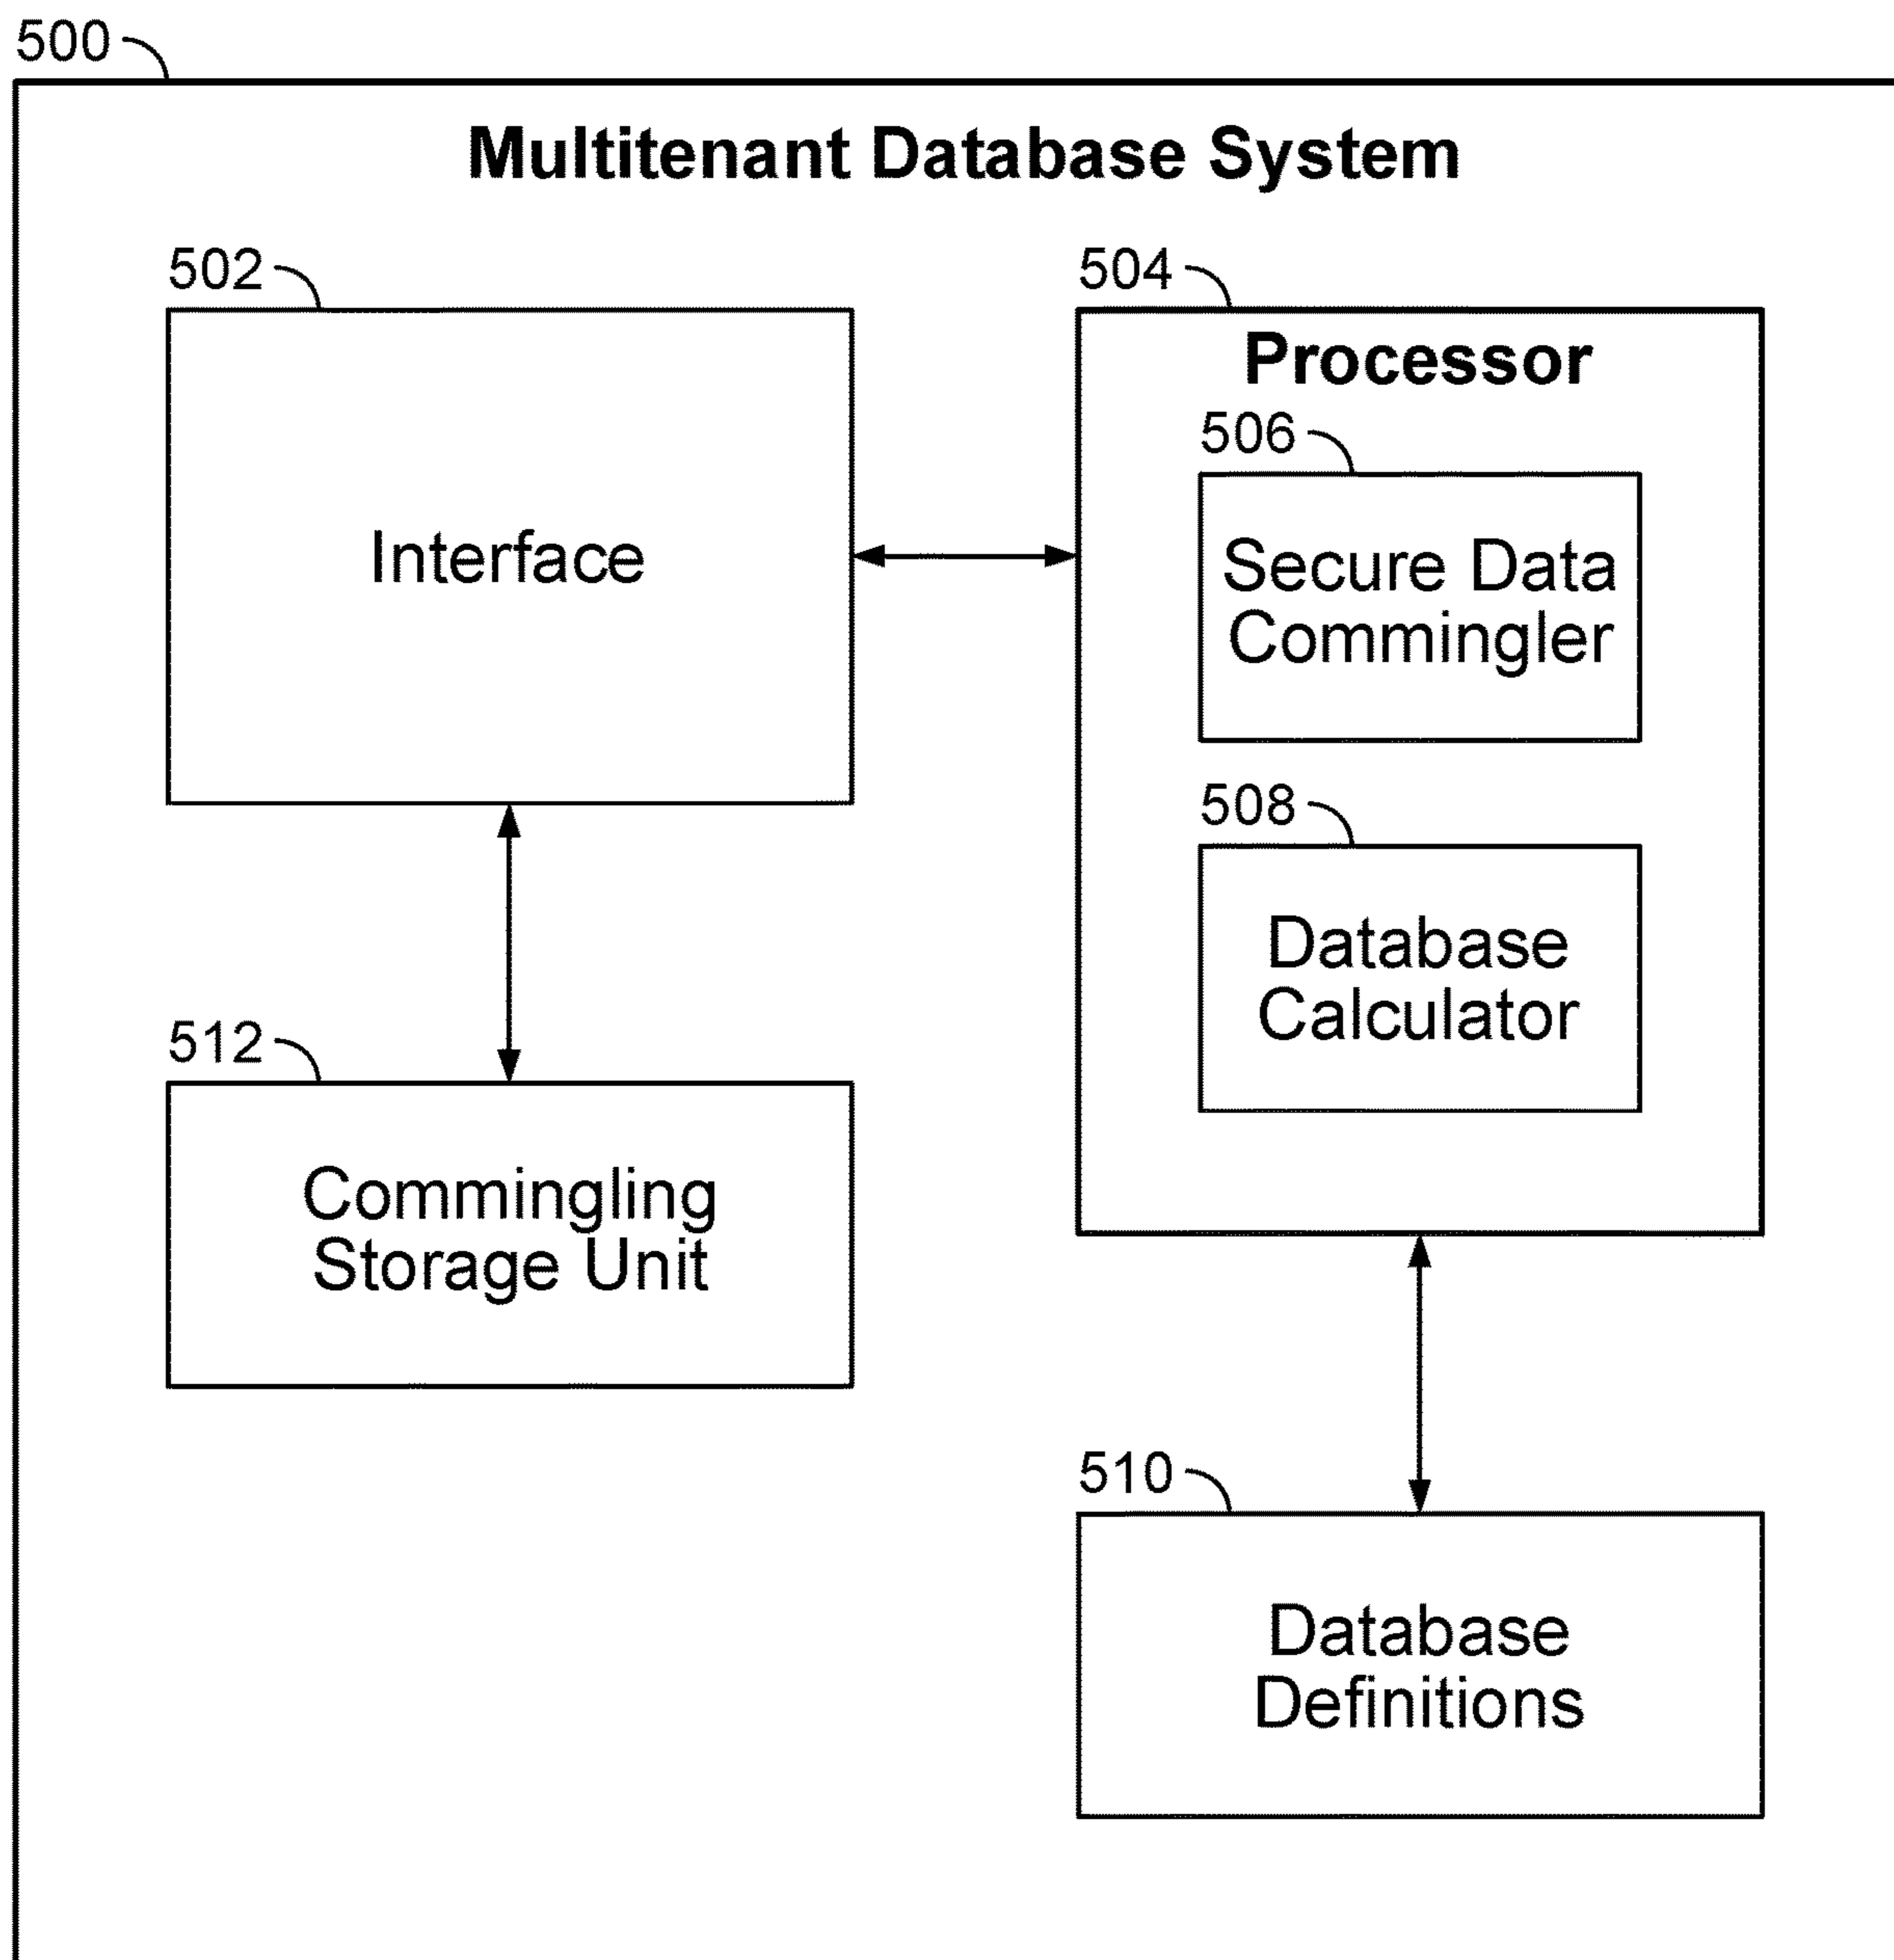 500
Multitenant Database System
502
Interface
504
Processor
506
Secure Data
Commingler
508
Database
Calculator
512
Commingling
Storage Unit
510
Database
Definitions